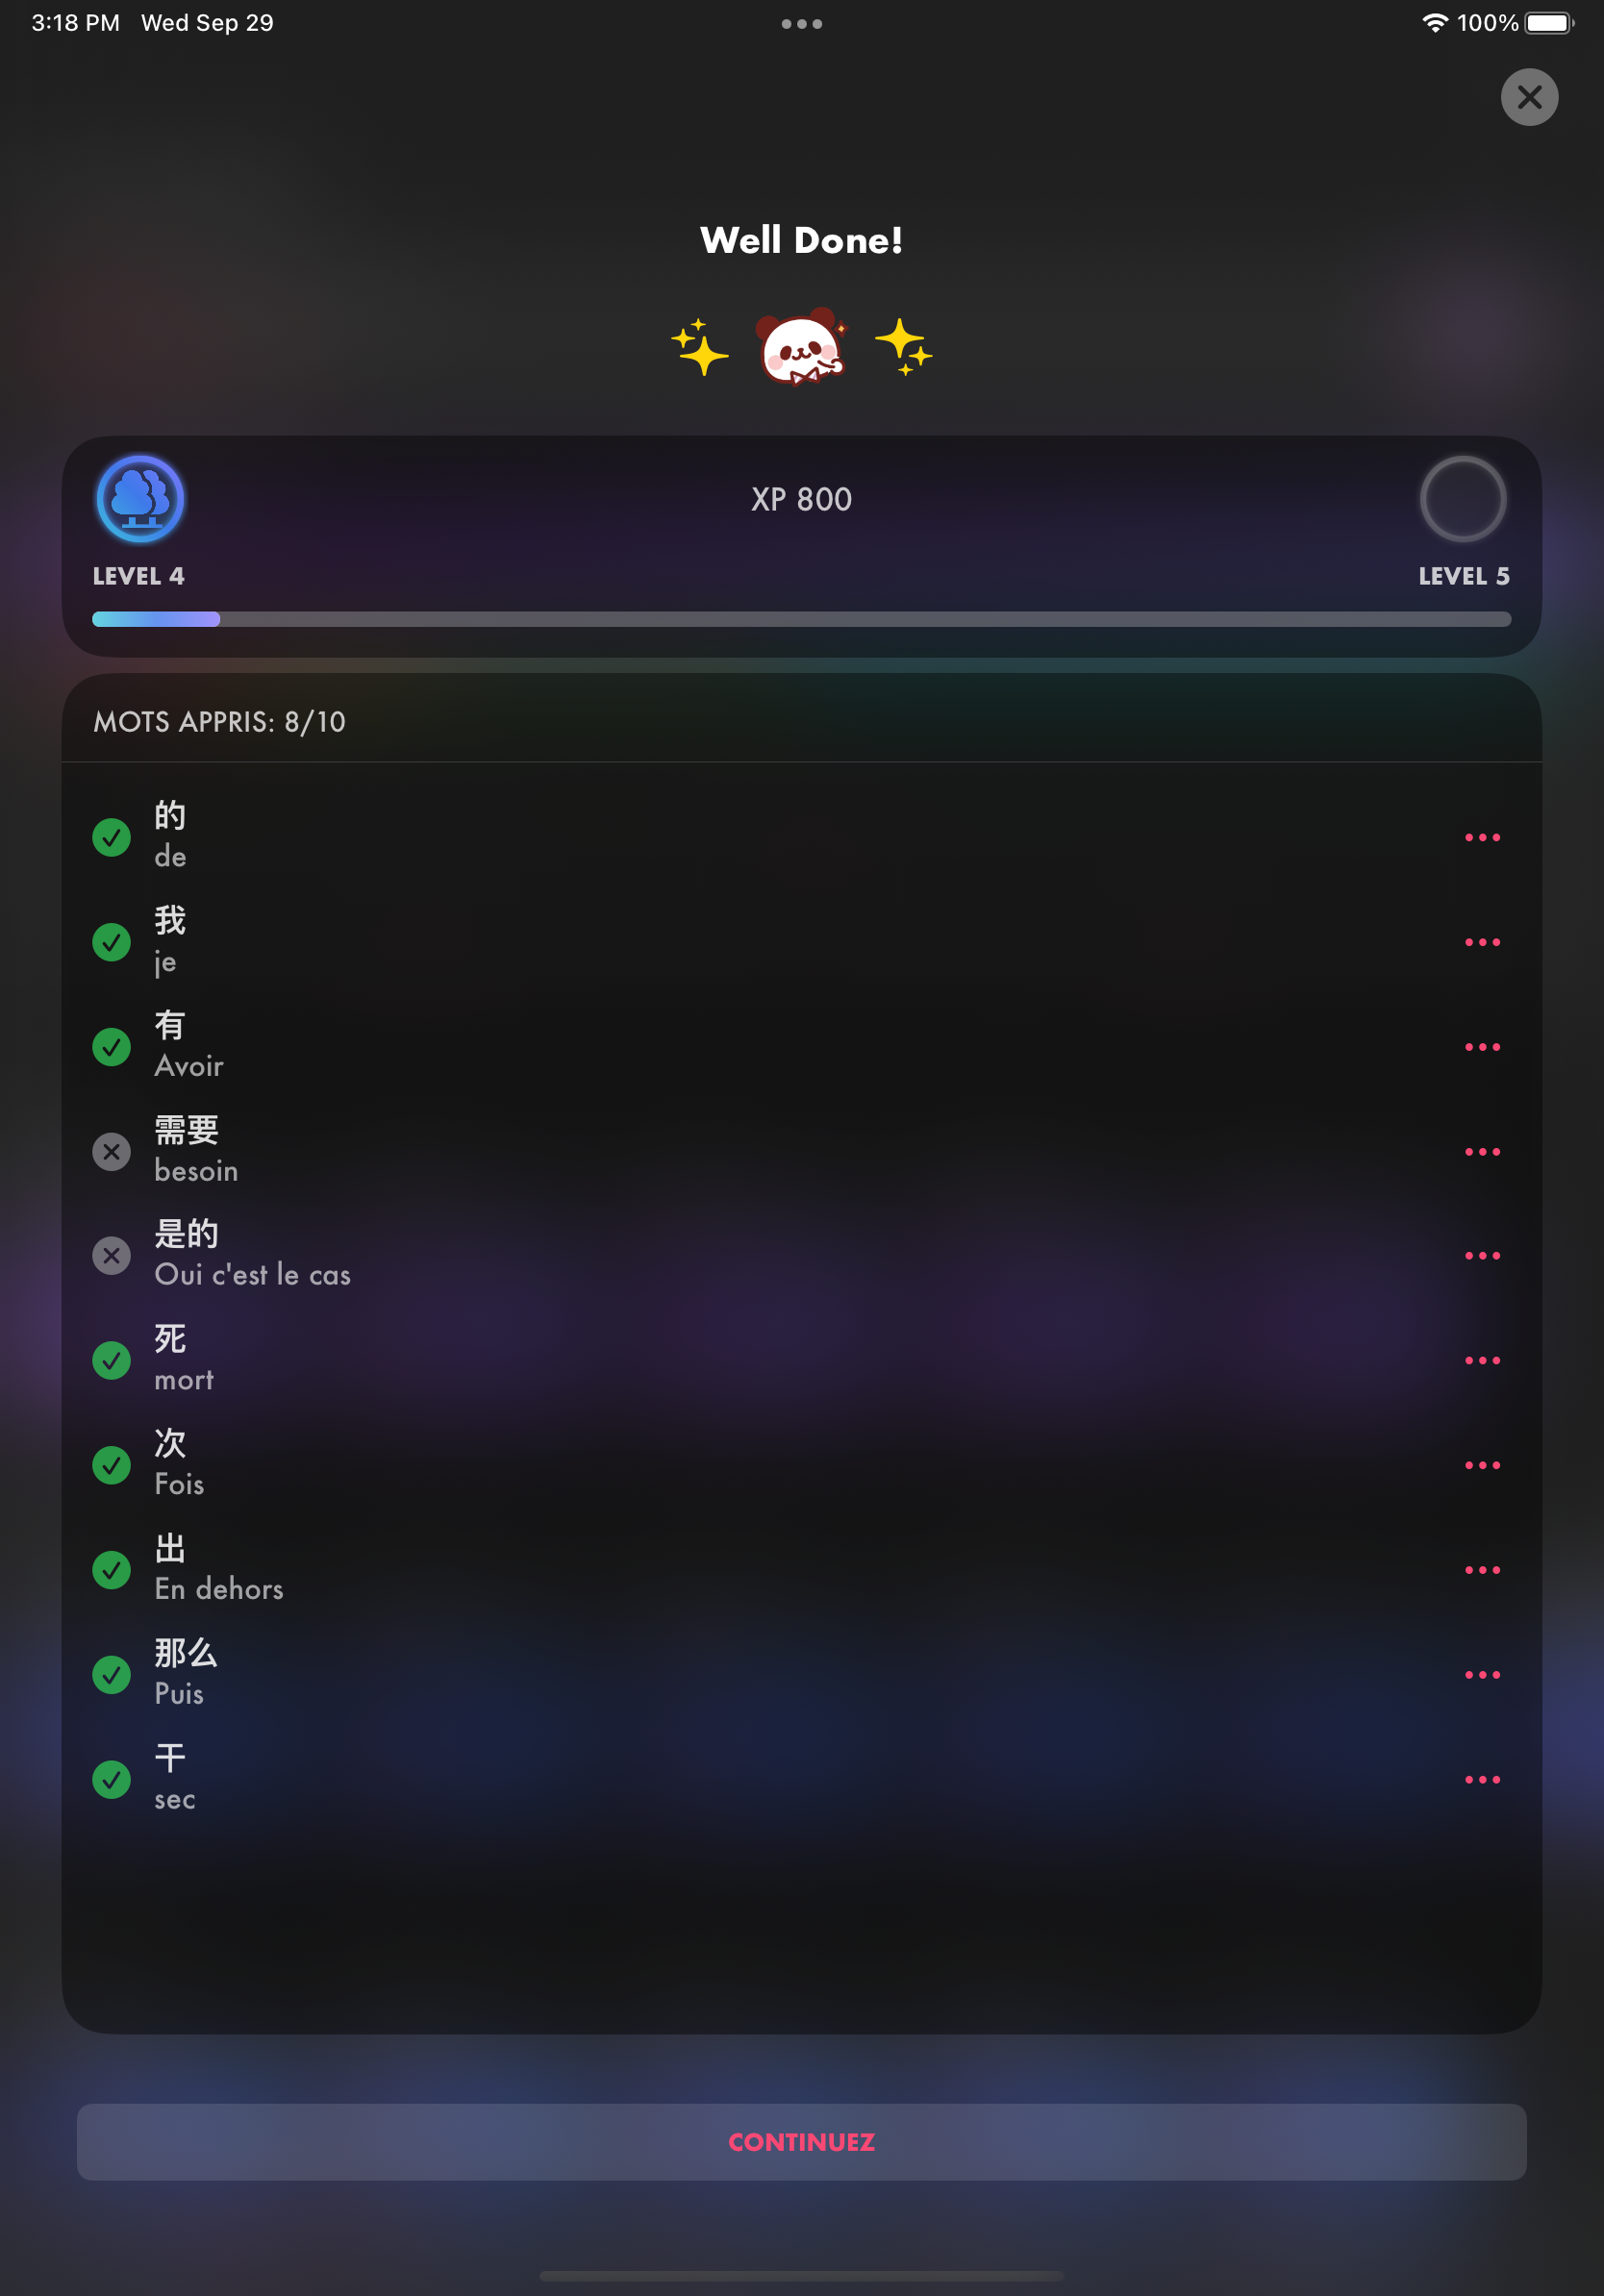 3:18 PM Wed Sep 29
100%
Well Done!
XP 800
LEVEL 4
LEVEL 5
MOTS APPRIS: 8/10
的
de
我
je
有
Avoir
需要
besoin
是的
Oui c'est le cas
死
mort
次
Fois
出
En dehors
那么
Puis
干
sec
CONTINUEZ